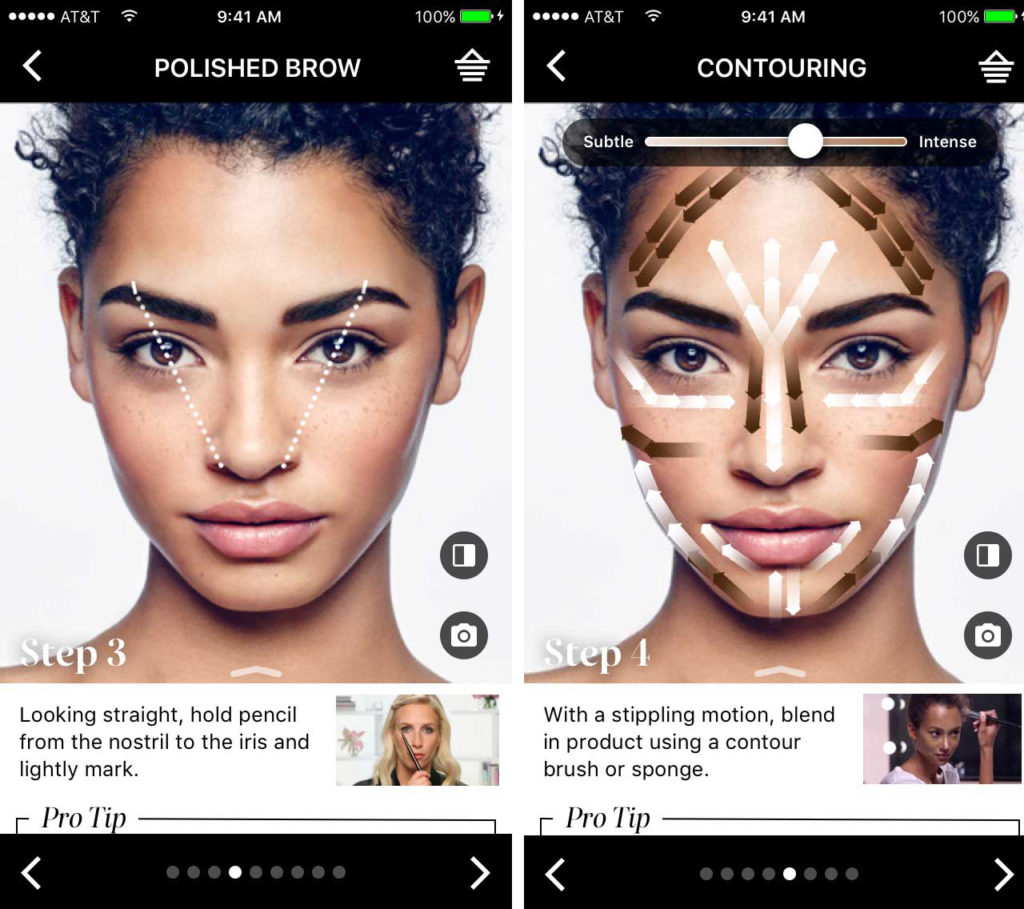 AT&T
9:41 AM
100%
POLISHED BROW
Step 3
Looking straight, hold pencil
from the nostril to the iris and
lightly mark.
Pro Tip
AT&T
9:41 AM
100%
CONTOURING
Subtle
Intense
Step 4
With a stippling motion, blend
in product using a contour
brush or sponge.
Pro Tip